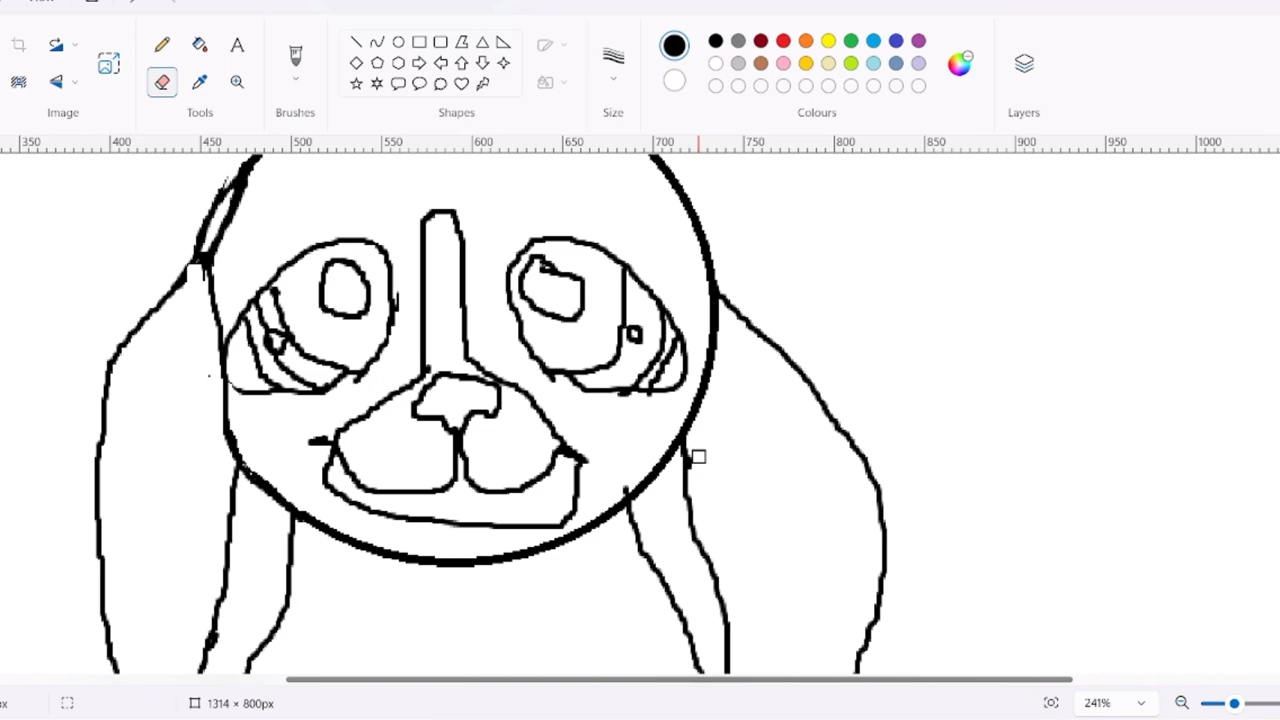 Image
Tools
Brushes
Shapes
Size
Colours
Layers
350 400 450 500 550 600 650 700 750 800 850 900 950 1000
1314 × 800px
241%